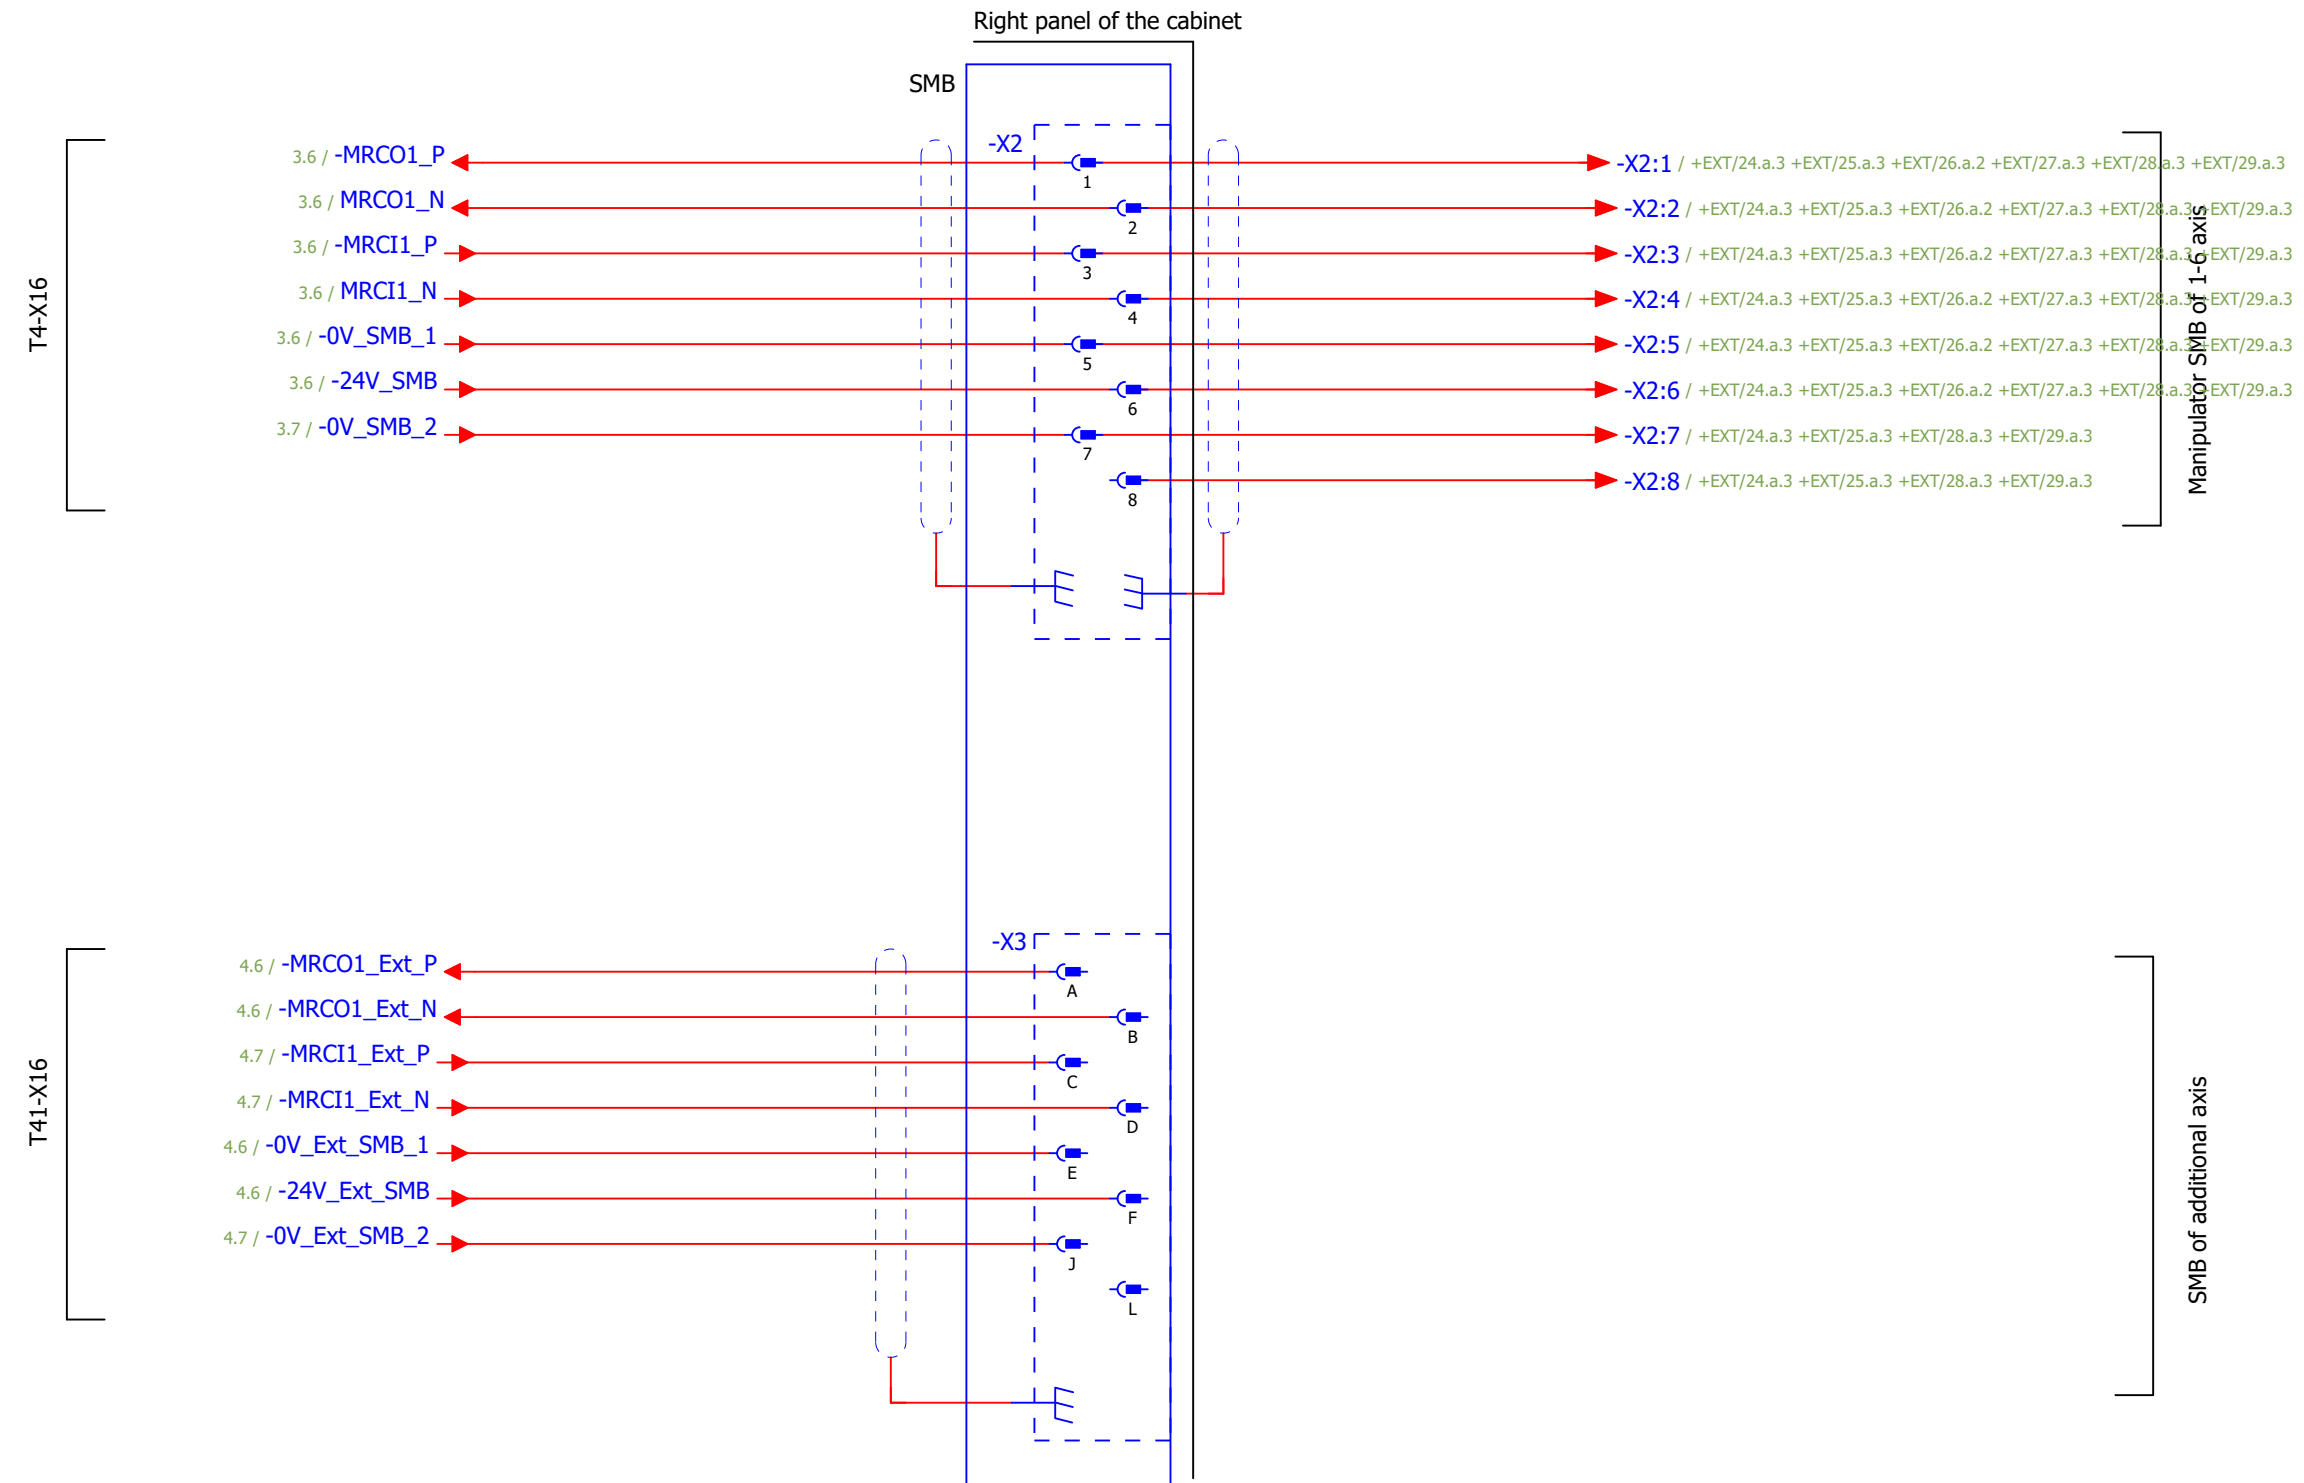 Right panel of the cabinet
SMB
T4-X16
-X2
3.6 / -MRCO1_P
1
-X2:1 / +EXT/24.a.3 +EXT/25.a.3 +EXT/26.a.2 +EXT/27.a.3 +EXT/28.a.3 +EXT/29.a.3
3.6 / MRCO1_N
2
-X2:2 / +EXT/24.a.3 +EXT/25.a.3 +EXT/26.a.2 +EXT/27.a.3 +EXT/28.a.3 +EXT/29.a.3
3.6 / -MRCI1_P
3
-X2:3 / +EXT/24.a.3 +EXT/25.a.3 +EXT/26.a.2 +EXT/27.a.3 +EXT/28.a.3 +EXT/29.a.3
3.6 / MRCI1_N
4
-X2:4 / +EXT/24.a.3 +EXT/25.a.3 +EXT/26.a.2 +EXT/27.a.3 +EXT/28.a.3 +EXT/29.a.3
3.6 / -0V_SMB_1
5
-X2:5 / +EXT/24.a.3 +EXT/25.a.3 +EXT/26.a.2 +EXT/27.a.3 +EXT/28.a.3 +EXT/29.a.3
3.6 / -24V_SMB
6
-X2:6 / +EXT/24.a.3 +EXT/25.a.3 +EXT/26.a.2 +EXT/27.a.3 +EXT/28.a.3 +EXT/29.a.3
3.7 / -0V_SMB_2
7
-X2:7 / +EXT/24.a.3 +EXT/25.a.3 +EXT/28.a.3 +EXT/29.a.3
8
-X2:8 / +EXT/24.a.3 +EXT/25.a.3 +EXT/28.a.3 +EXT/29.a.3
Manipulator SMB of 1-6 axis
T41-X16
-X3
4.6 / -MRCO1_Ext_P
A
4.6 / -MRCO1_Ext_N
B
4.7 / -MRCI1_Ext_P
C
4.7 / -MRCI1_Ext_N
D
4.6 / -0V_Ext_SMB_1
E
4.6 / -24V_Ext_SMB
F
4.7 / -0V_Ext_SMB_2
J
L
SMB of additional axis